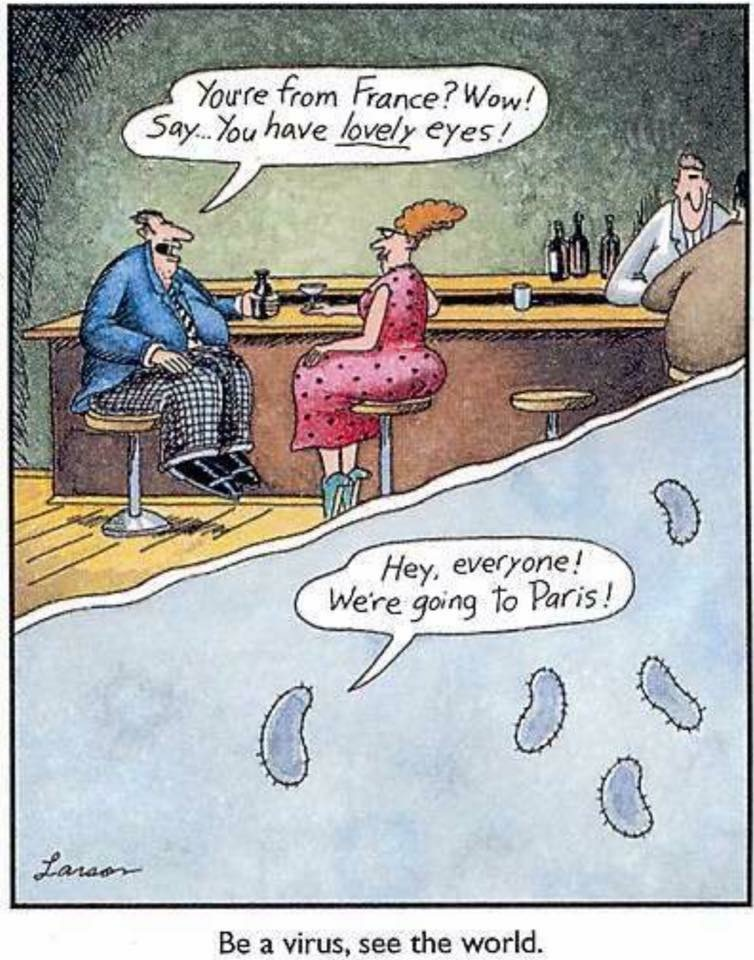 You're from France? Wow!
Say...You have lovely eyes!
Hey, everyone!
We're going to Paris!
Larson
Be a virus, see the world.